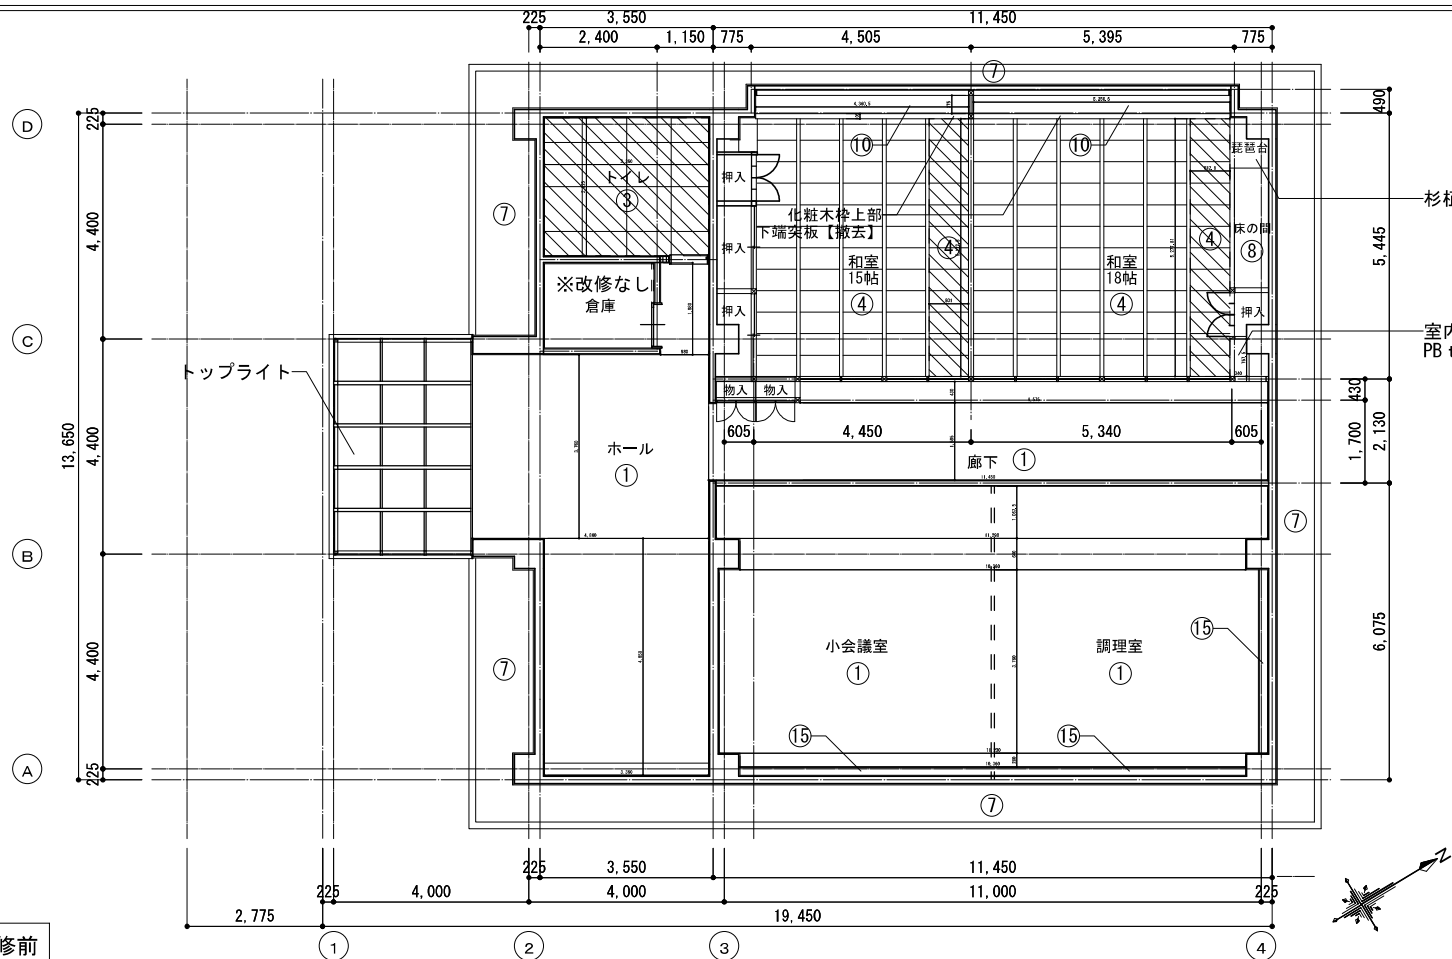 225 3,550 11,450
2,400 1,150 775 4,505 5,395 775
⑦
D
225
490
4,340.5
⑩
⑩
琵琶台
押入
トイレ
③
⑦
杉柾
化粧木枠上部
下端突板【撤去】
4,400
5,445
押入
④
④
床の間
⑧
和室
15帖
④
和室
18帖
④
※改修なし
倉庫
押入
押入
C
室内
PB t
トップライト
物入 物入
430
605 4,450 5,340 605
1,700
2,130
13,650
4,400
ホール
①
廊下 ①
11,450
⑦
B
4,400
6,075
小会議室
①
調理室
①
⑮
⑦
⑮
⑮
A
225
⑦
225 3,550 11,450
225 4,000 4,000 11,000 225
2,775 19,450
N
修前
1 2 3 4